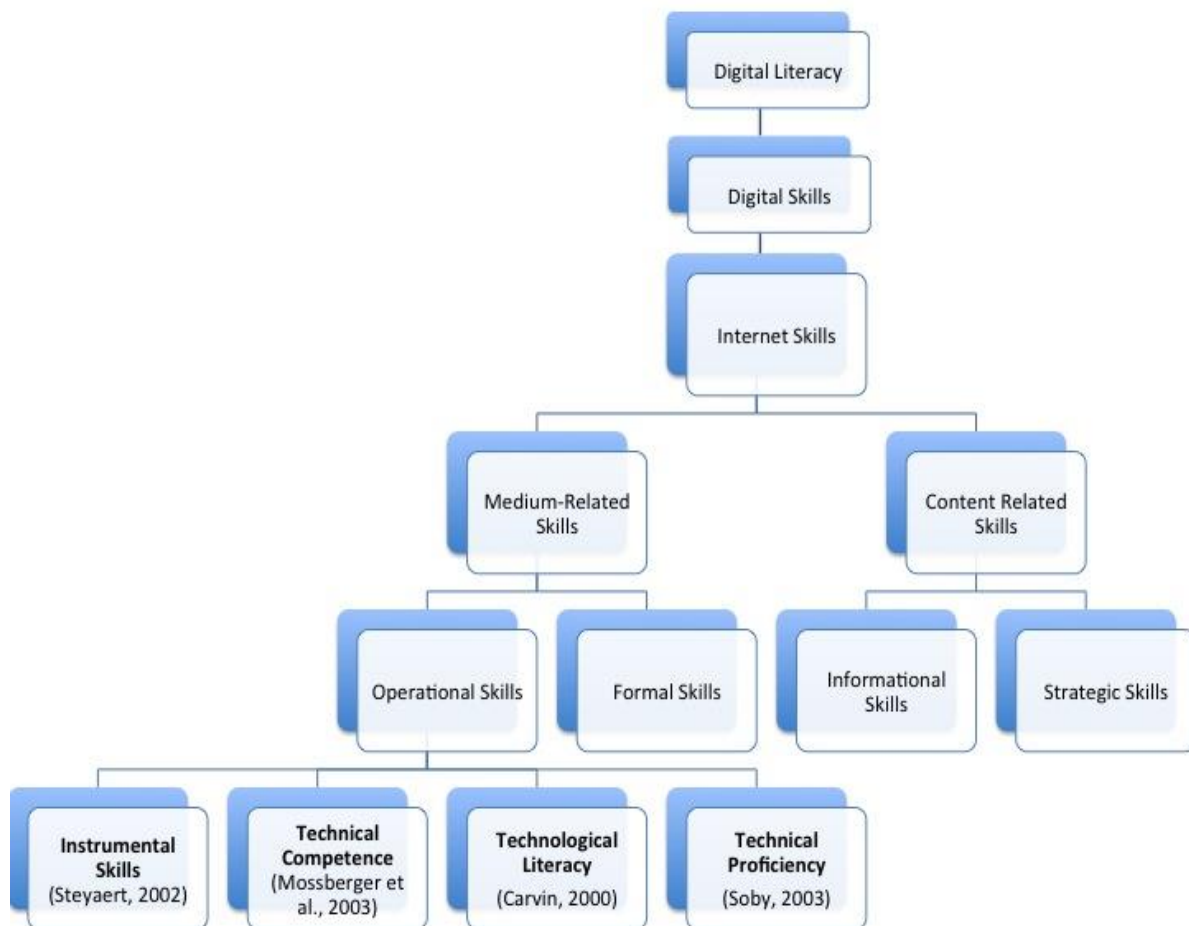 Digital Literacy
Digital Skills
Internet Skills
Medium-Related
Skills
Content Related
Skills
Operational Skills
Formal Skills
Informational
Skills
Strategic Skills
Instrumental
Skills
(Steyaert, 2002)
Technical
Competence
(Mossberger et
al., 2003)
Technological
Literacy
(Carvin, 2000)
Technical
Proficiency
(Soby, 2003)